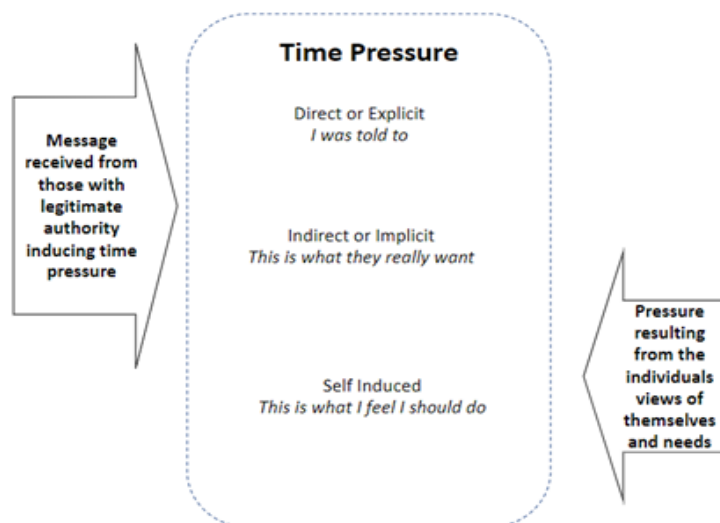 Time Pressure
Direct or Explicit
I was told to
Message
received from
those with
legitimate
authority
inducing time
pressure
Indirect or Implicit
This is what they really want
Pressure
resulting
from the
individuals
views of
themselves
and needs
Self Induced
This is what I feel I should do